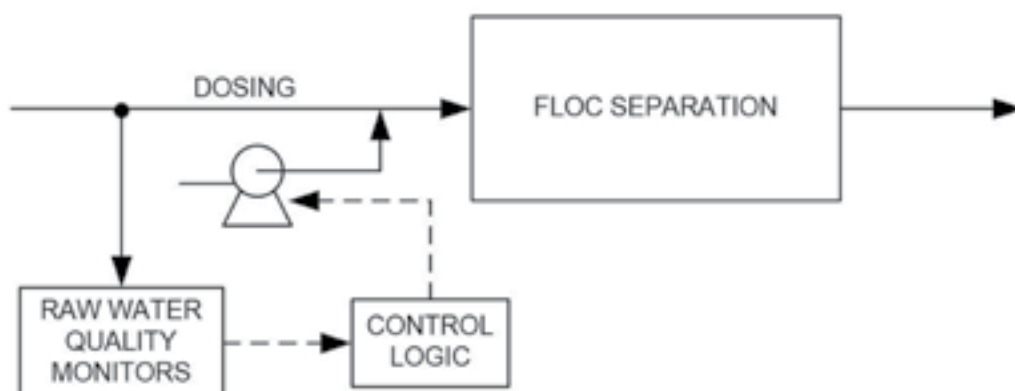 DOSING
FLOC SEPARATION
RAW WATER
QUALITY
MONITORS
CONTROL
LOGIC